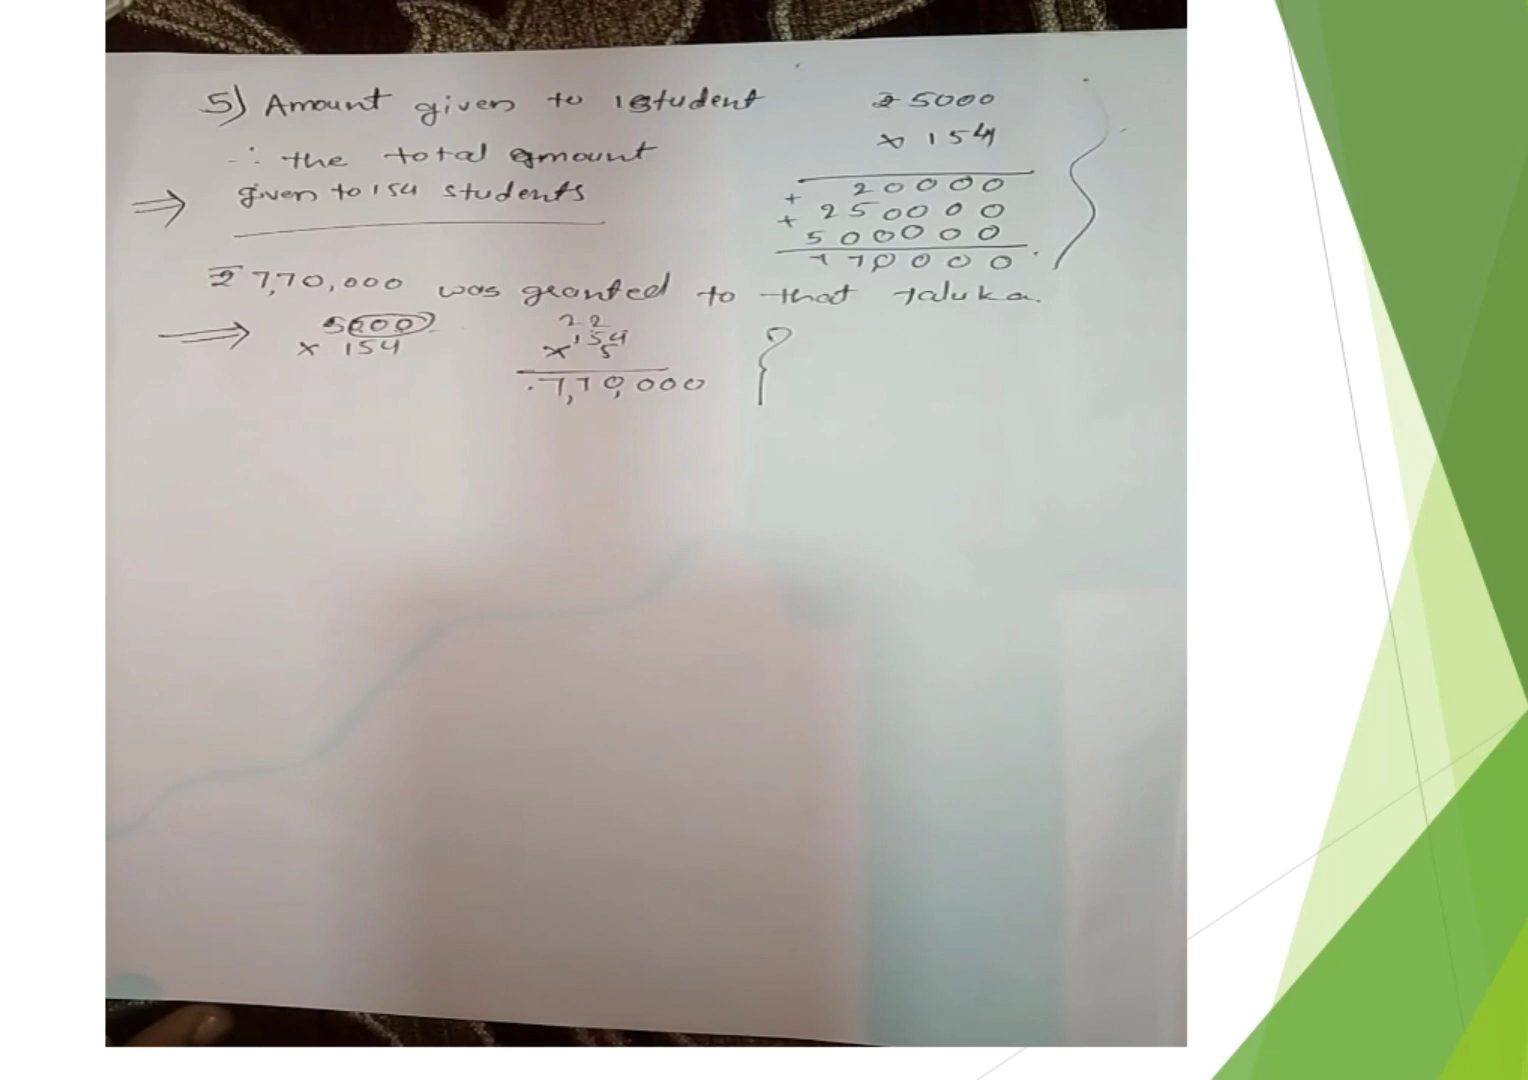 5) Amount given to 1 student ₹ 5000
∴ the total amount × 154
⇒ given to 154 students 20000
+ 250000
+ 500000
770000
₹ 7,70,000 was granted to that Taluka.
⇒ 5000 22
× 154 154
× 5
7,70,000